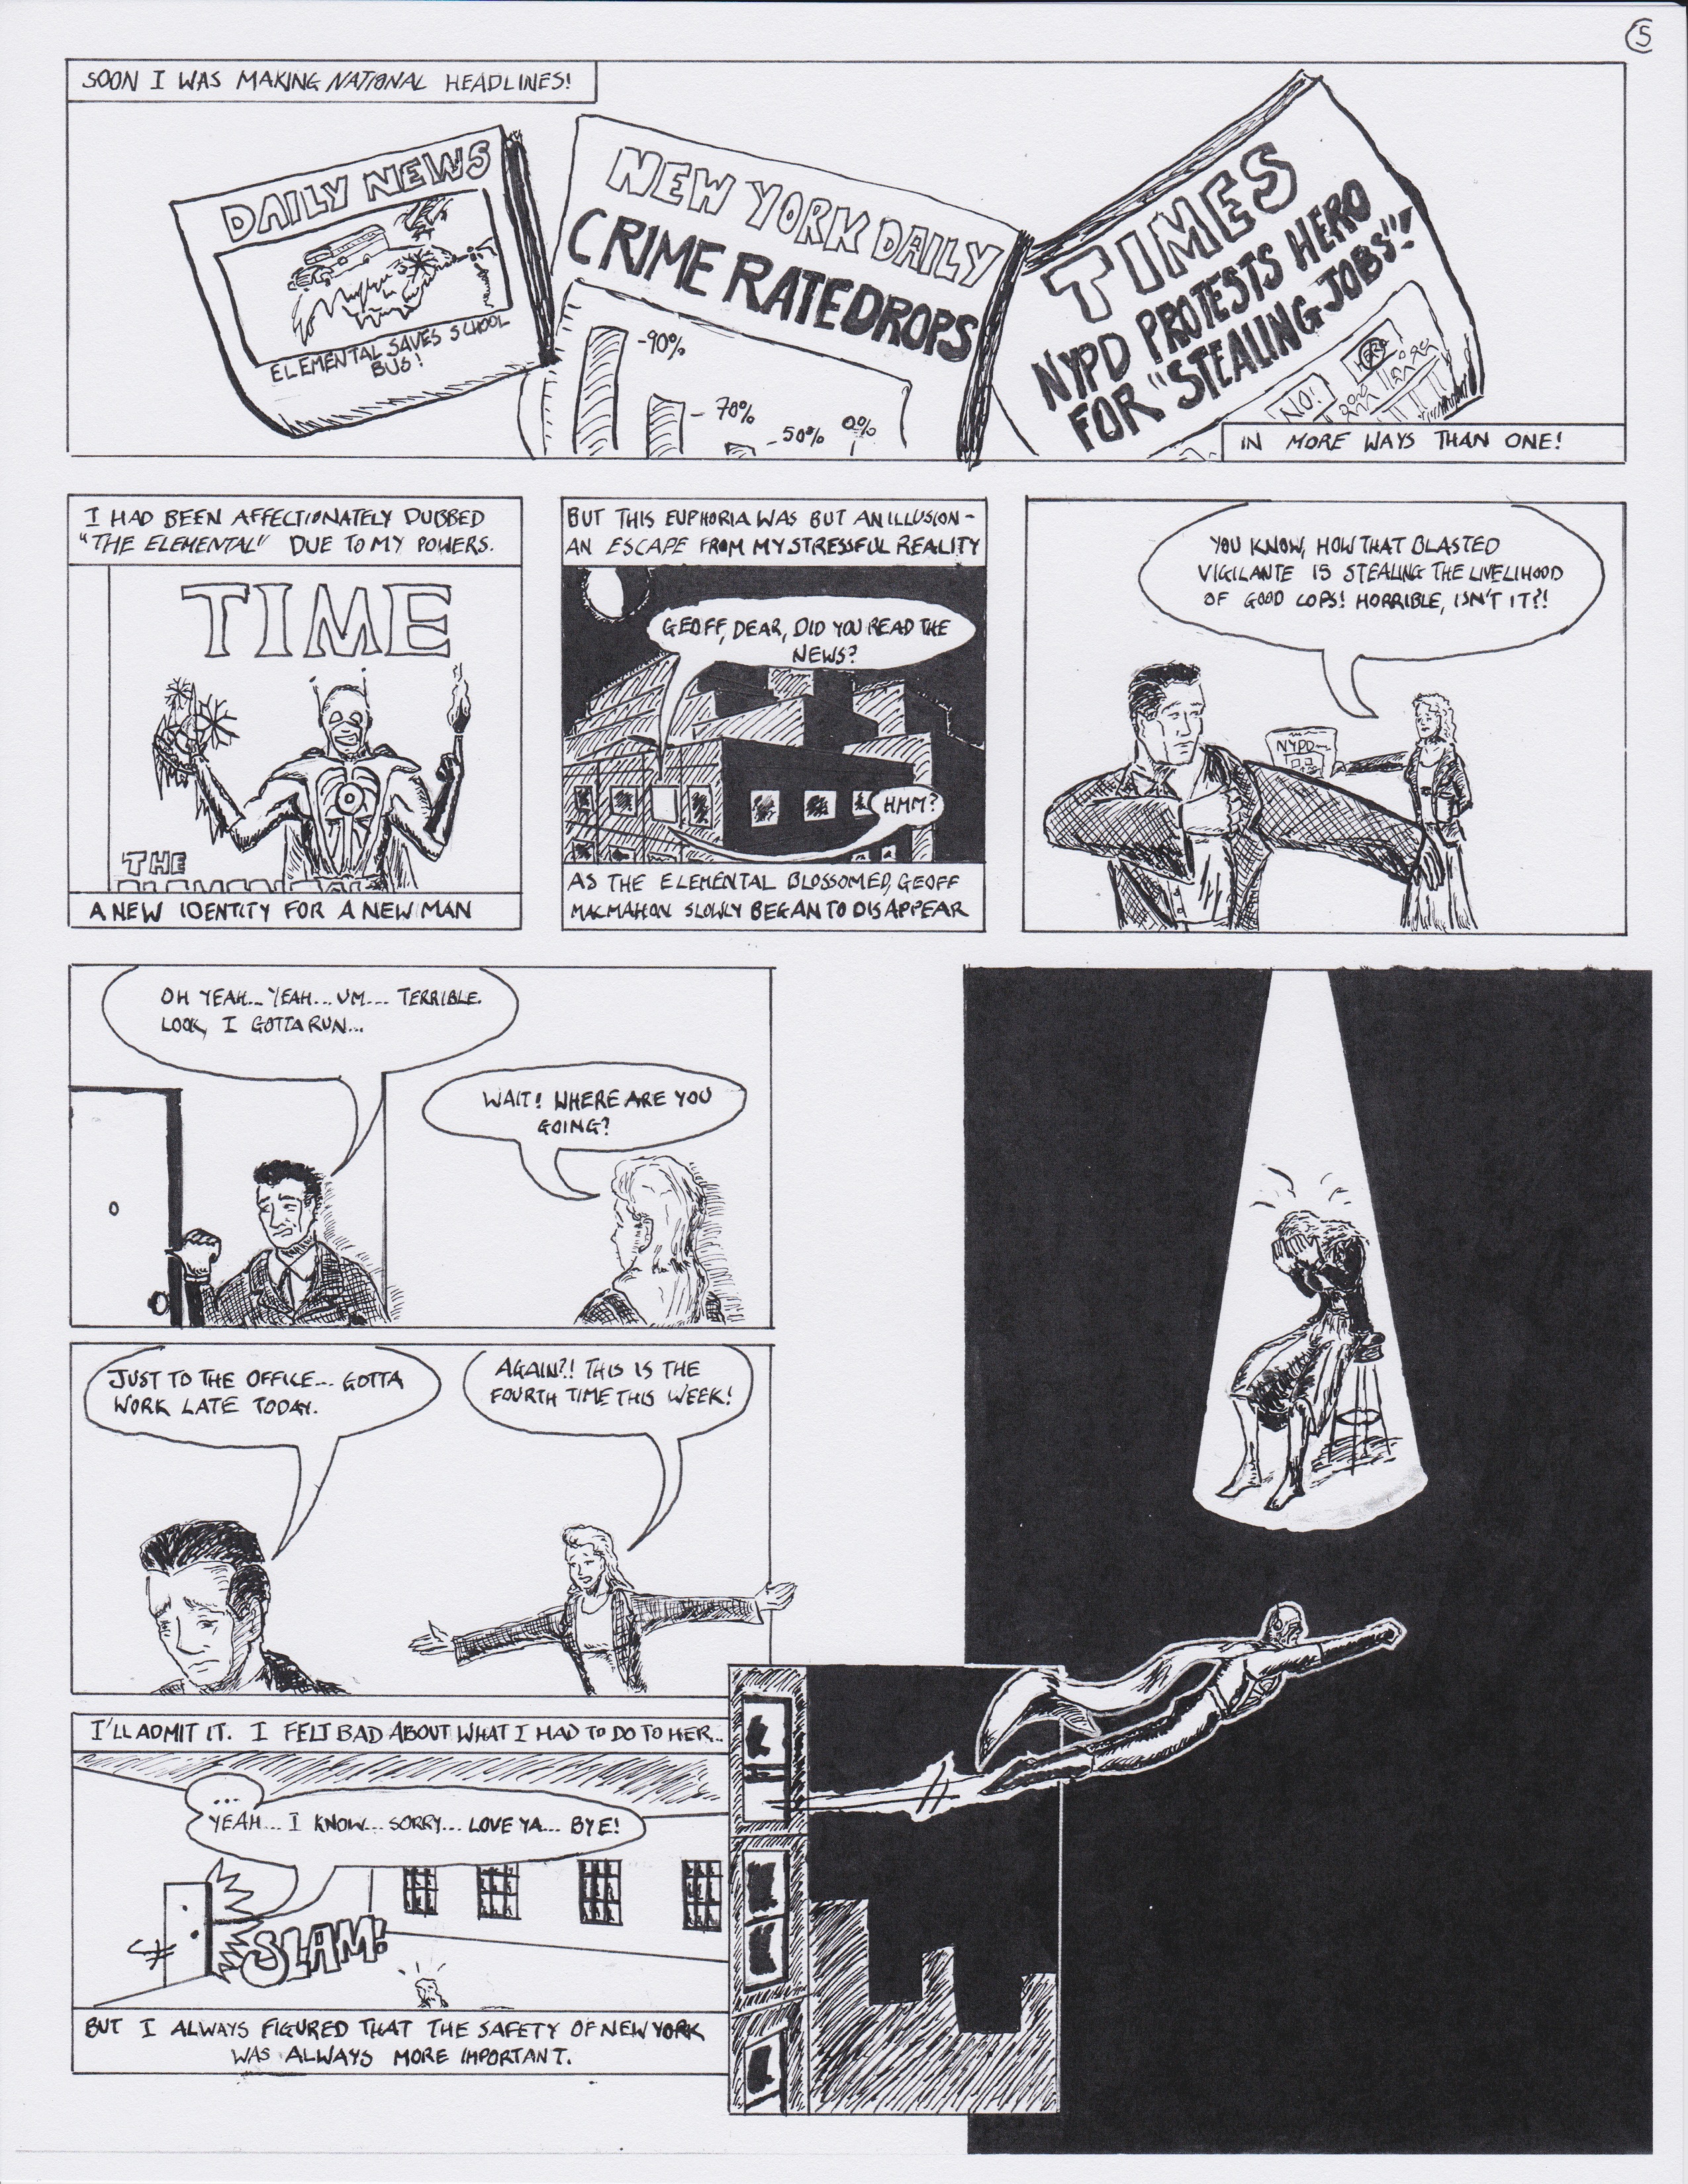 5
SOON I WAS MAKING NATIONAL HEADLINES!
DAILY NEWS
ELEMENTAL SAVES SCHOOL
BUS!
NEW YORK DAILY
CRIME RATE DROPS
-90%
- 70%
- 50%
0%
TIMES
NYPD PROTESTS HERO
FOR "STEALING JOBS"!
NO!
HERO
IN MORE WAYS THAN ONE!
I HAD BEEN AFFECTIONATELY DUBBED
"THE ELEMENTAL" DUE TO MY POWERS.
TIME
THE
ELEMENTAL
A NEW IDENTITY FOR A NEW MAN
BUT THIS EUPHORIA WAS BUT AN ILLUSION -
AN ESCAPE FROM MY STRESSFUL REALITY
GEOFF, DEAR, DID YOU READ THE
NEWS?
HMM?
AS THE ELEMENTAL BLOSSOMED, GEOFF
MACMAHON SLOWLY BEGAN TO DISAPPEAR
YOU KNOW, HOW THAT BLASTED
VIGILANTE IS STEALING THE LIVELIHOOD
OF GOOD COPS! HORRIBLE, ISN'T IT?!
NYPD
OH YEAH... YEAH... UM... TERRIBLE.
LOOK, I GOTTA RUN...
WAIT! WHERE ARE YOU
GOING?
JUST TO THE OFFICE... GOTTA
WORK LATE TODAY.
AGAIN?! THIS IS THE
FOURTH TIME THIS WEEK!
I'LL ADMIT IT. I FELT BAD ABOUT WHAT I HAD TO DO TO HER...
...
YEAH... I KNOW... SORRY... LOVE YA... BYE!
SLAM!
BUT I ALWAYS FIGURED THAT THE SAFETY OF NEW YORK
WAS ALWAYS MORE IMPORTANT.